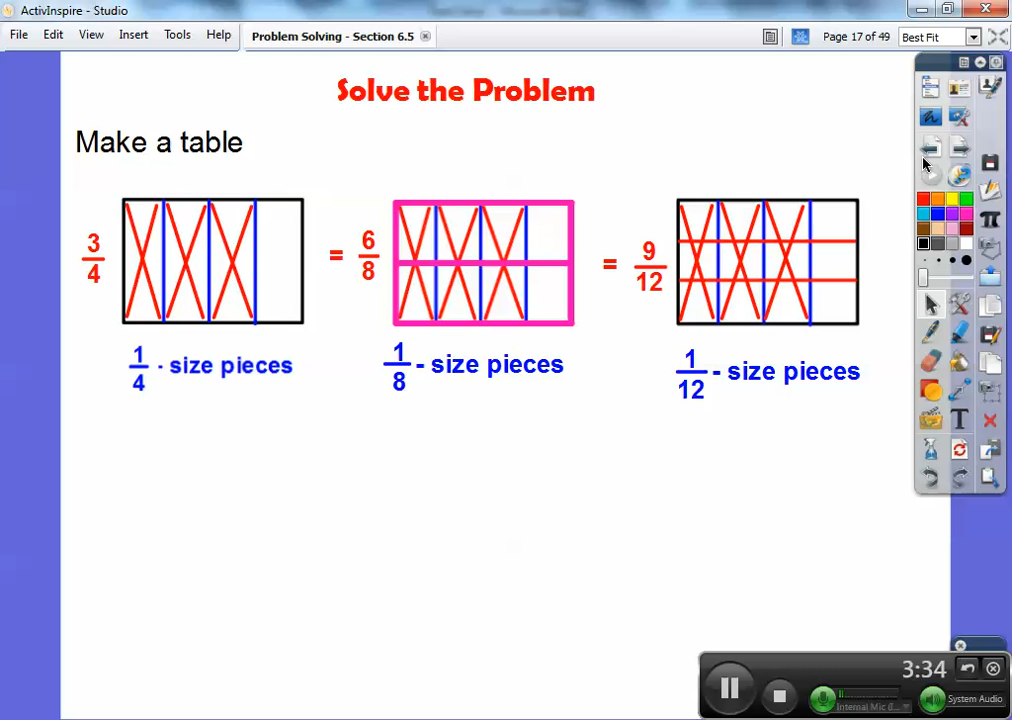 ActivInspire - Studio
File Edit View Insert Tools Help
Problem Solving - Section 6.5
Page 17 of 49
Best Fit
Solve the Problem
Make a table
3/4 = 6/8 = 9/12
1/4 - size pieces
1/8 - size pieces
1/12 - size pieces
3:34
Internal Mic (I...
System Audio